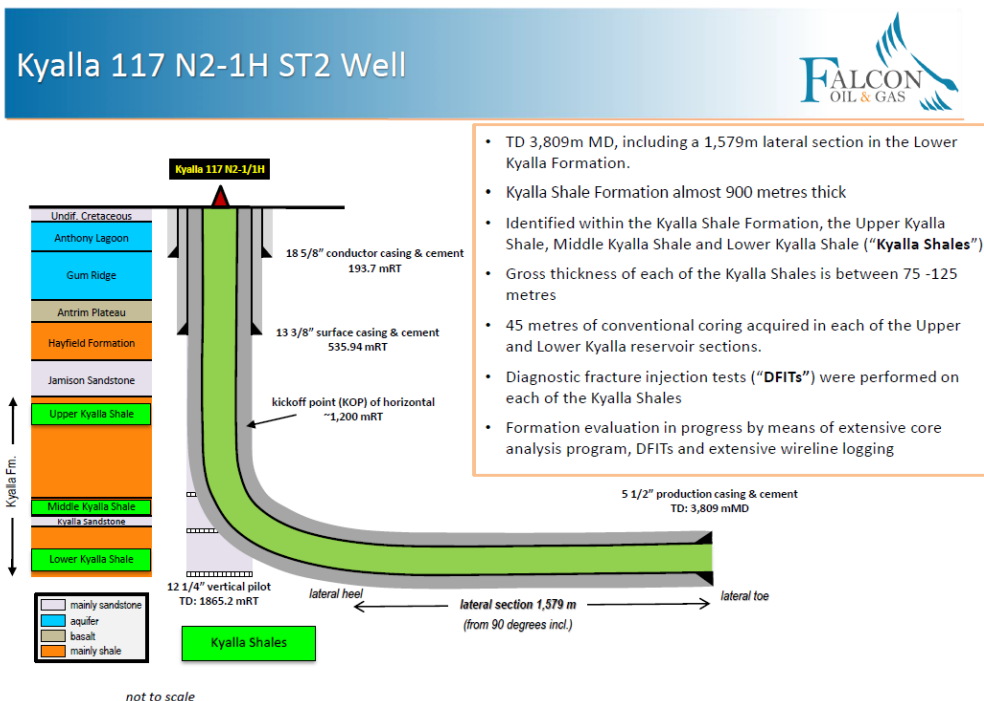 Kyalla 117 N2-1H ST2 Well
FALCON
OIL & GAS
• TD 3,809m MD, including a 1,579m lateral section in the Lower
Kyalla Formation.
• Kyalla Shale Formation almost 900 metres thick
• Identified within the Kyalla Shale Formation, the Upper Kyalla
Shale, Middle Kyalla Shale and Lower Kyalla Shale (“Kyalla Shales”)
• Gross thickness of each of the Kyalla Shales is between 75 -125
metres
• 45 metres of conventional coring acquired in each of the Upper
and Lower Kyalla reservoir sections.
• Diagnostic fracture injection tests (“DFITs”) were performed on
each of the Kyalla Shales
• Formation evaluation in progress by means of extensive core
analysis program, DFITs and extensive wireline logging
Kyalla 117 N2-1/1H
Undif. Cretaceous
Anthony Lagoon
Gum Ridge
Antrim Plateau
Hayfield Formation
Jamison Sandstone
Upper Kyalla Shale
Middle Kyalla Shale
Kyalla Sandstone
Lower Kyalla Shale
Kyalla Fm.
18 5/8” conductor casing & cement
193.7 mRT
13 3/8” surface casing & cement
535.94 mRT
kickoff point (KOP) of horizontal
~1,200 mRT
5 1/2” production casing & cement
TD: 3,809 mMD
12 1/4” vertical pilot
TD: 1865.2 mRT
lateral heel
lateral section 1,579 m
(from 90 degrees incl.)
lateral toe
mainly sandstone
aquifer
basalt
mainly shale
Kyalla Shales
not to scale